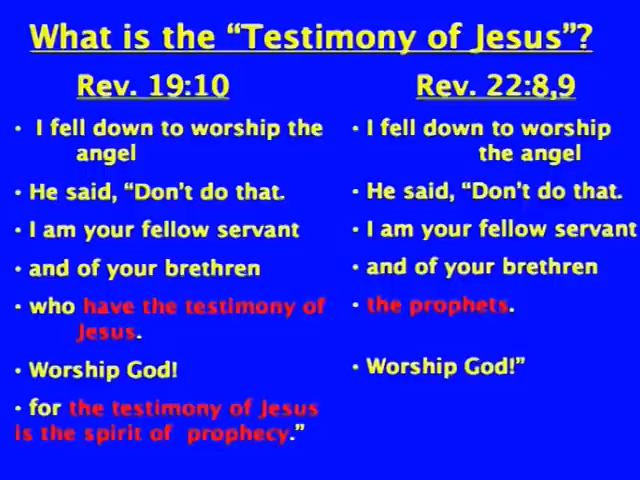 What is the “Testimony of Jesus”?
Rev. 19:10
• I fell down to worship the
angel
• He said, “Don’t do that.
• I am your fellow servant
• and of your brethren
• who have the testimony of
Jesus.
• Worship God!
• for the testimony of Jesus
is the spirit of prophecy.”
Rev. 22:8,9
• I fell down to worship
the angel
• He said, “Don’t do that.
• I am your fellow servant
• and of your brethren
• the prophets.
• Worship God!”